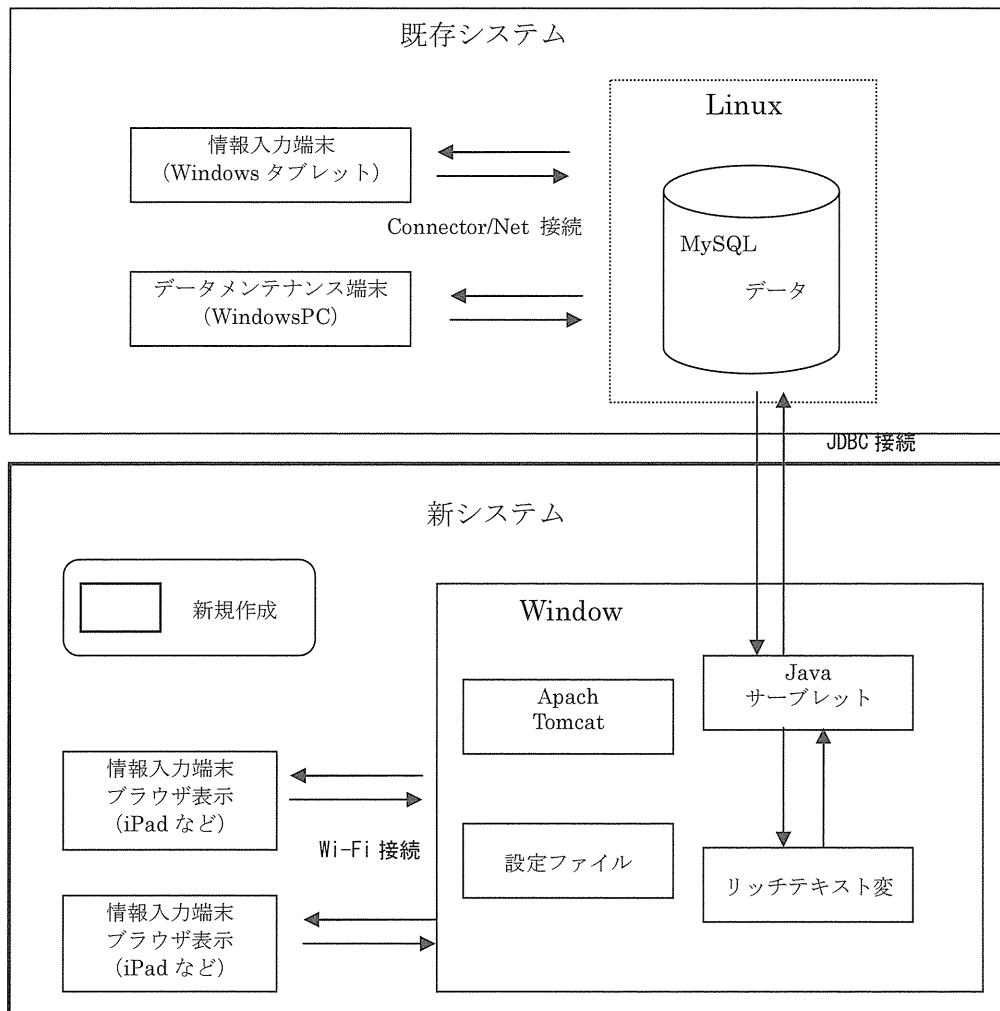 既存システム
Linux
情報入力端末
(Windows タブレット)
Connector/Net 接続
MySQL
データ
データメンテナンス端末
(WindowsPC)
JDBC 接続
新システム
新規作成
Window
Apach
Tomcat
Java
サーブレット
情報入力端末
ブラウザ表示
(iPad など)
Wi-Fi 接続
設定ファイル
リッチテキスト変
情報入力端末
ブラウザ表示
(iPad など)